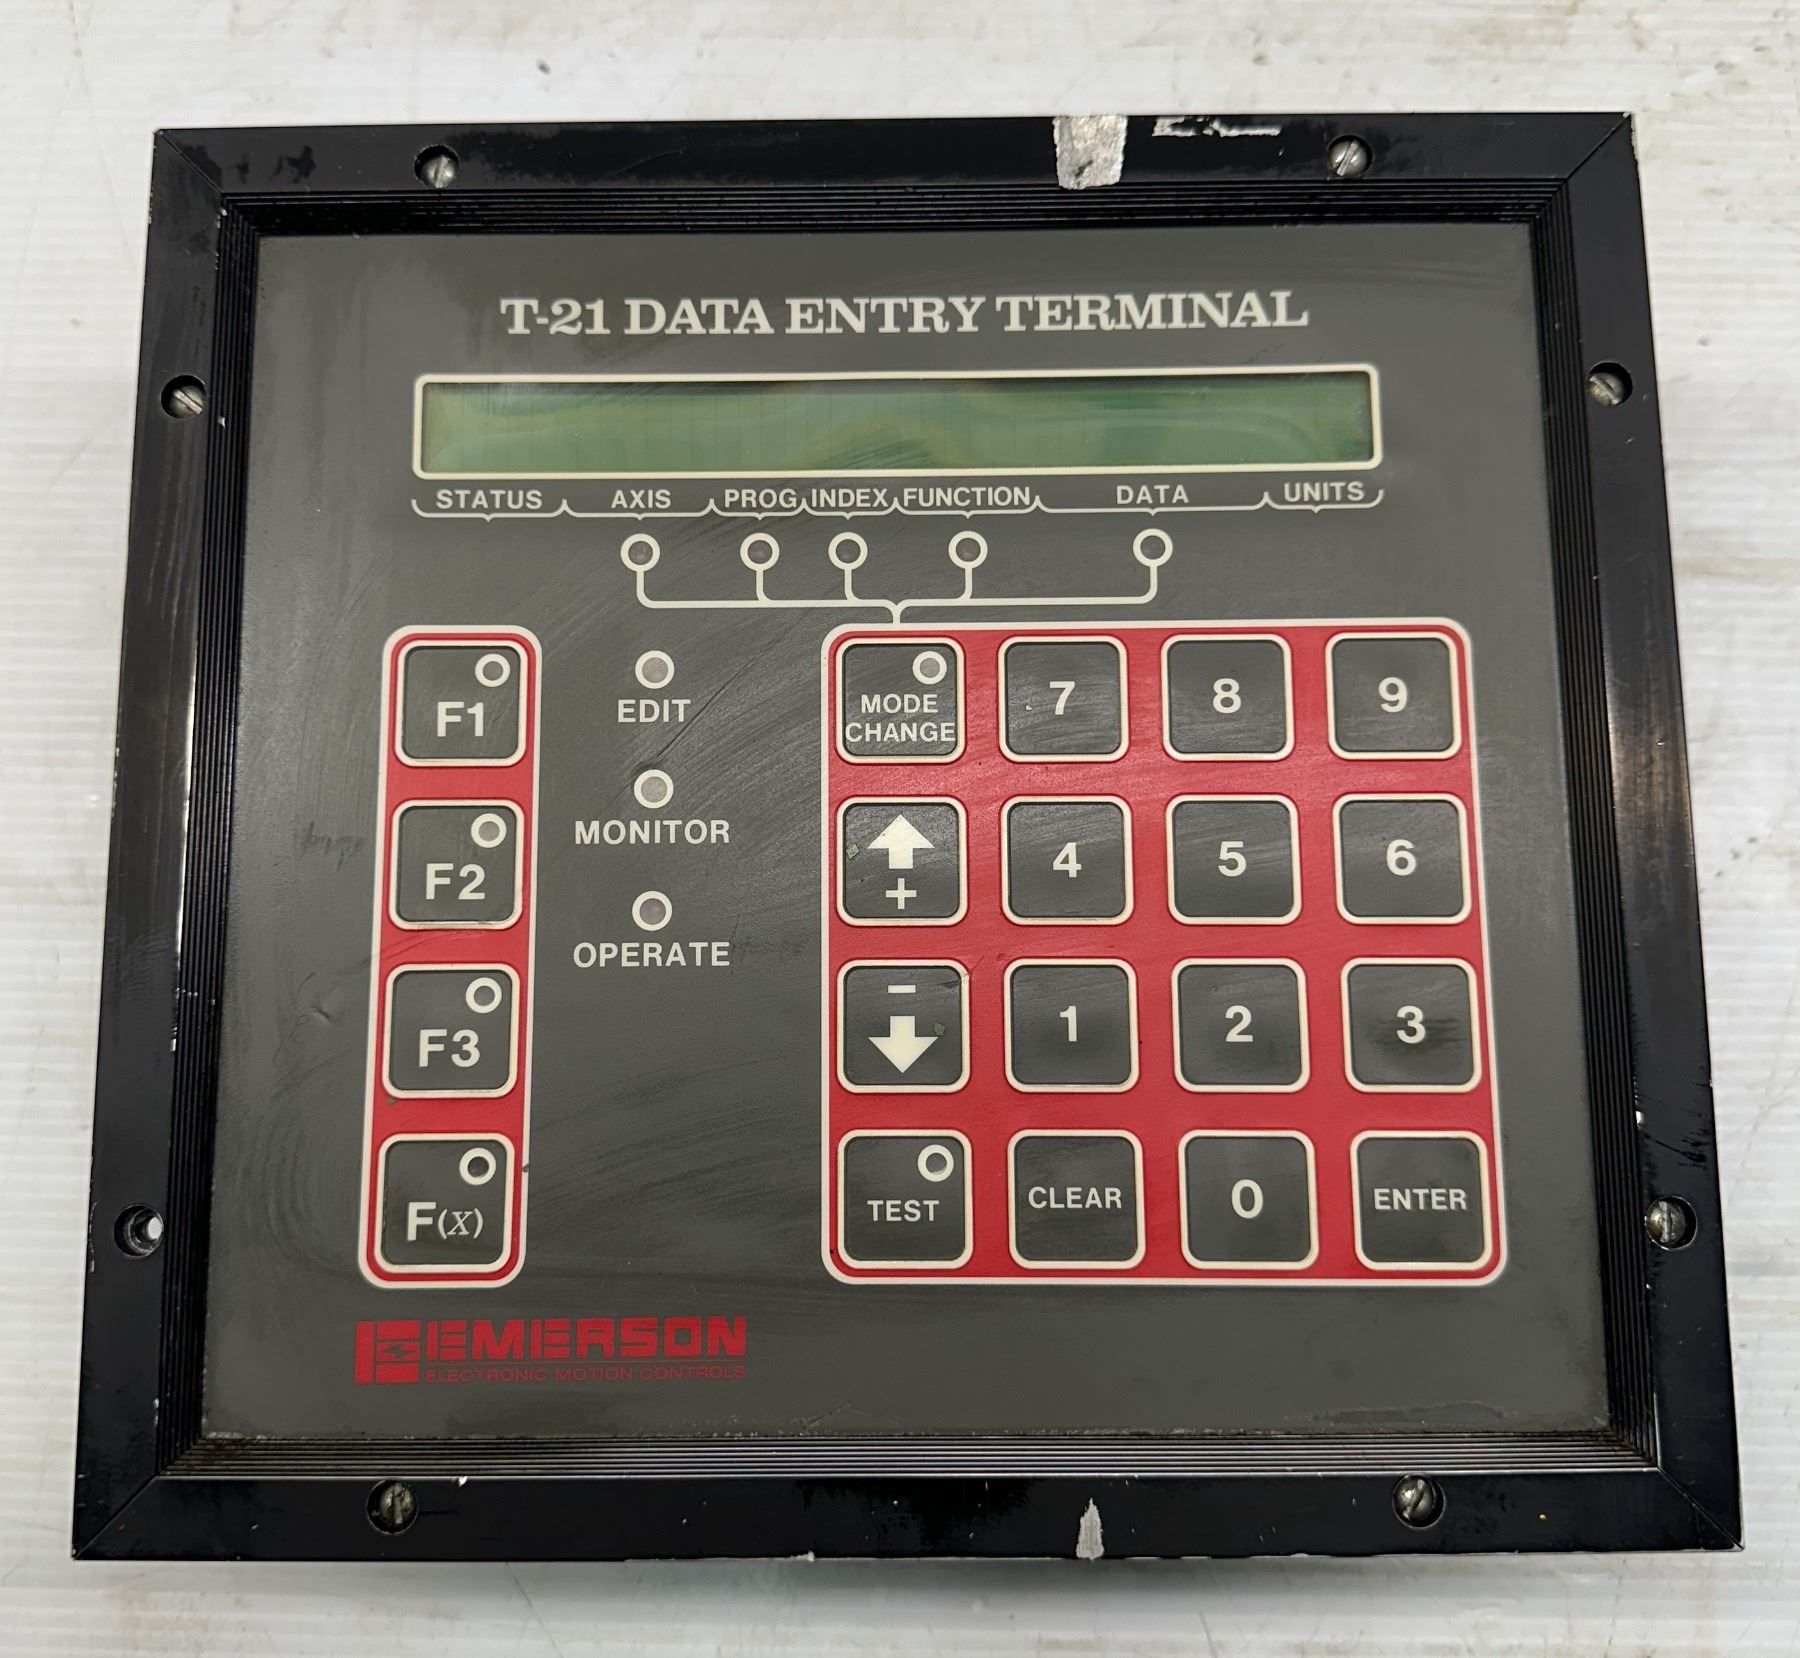 T-21 DATA ENTRY TERMINAL
STATUS AXIS PROG INDEX FUNCTION DATA UNITS
F1
F2
F3
F(X)
EDIT
MONITOR
OPERATE
MODE
CHANGE
7 8 9
+
4 5 6
-
1 2 3
TEST CLEAR 0 ENTER
EMERSON
ELECTRONIC MOTION CONTROLS